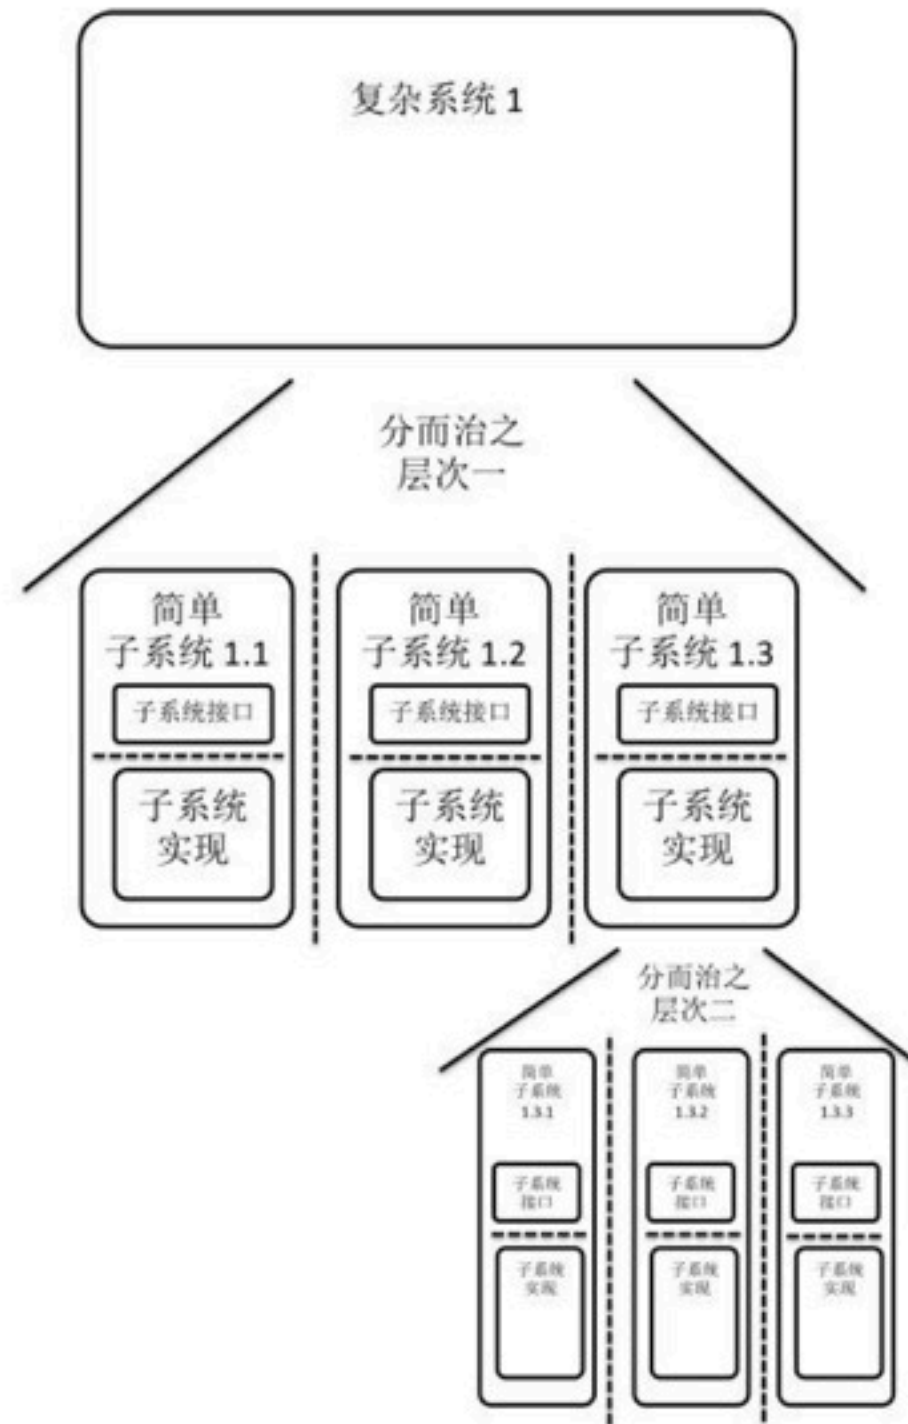 复杂系统 1
分而治之
层次一
简单
子系统 1.1
子系统接口
子系统
实现
简单
子系统 1.2
子系统接口
子系统
实现
简单
子系统 1.3
子系统接口
子系统
实现
分而治之
层次二
简单
子系统
1.3.1
子系统
接口
子系统
实现
简单
子系统
1.3.2
子系统
接口
子系统
实现
简单
子系统
1.3.3
子系统
接口
子系统
实现